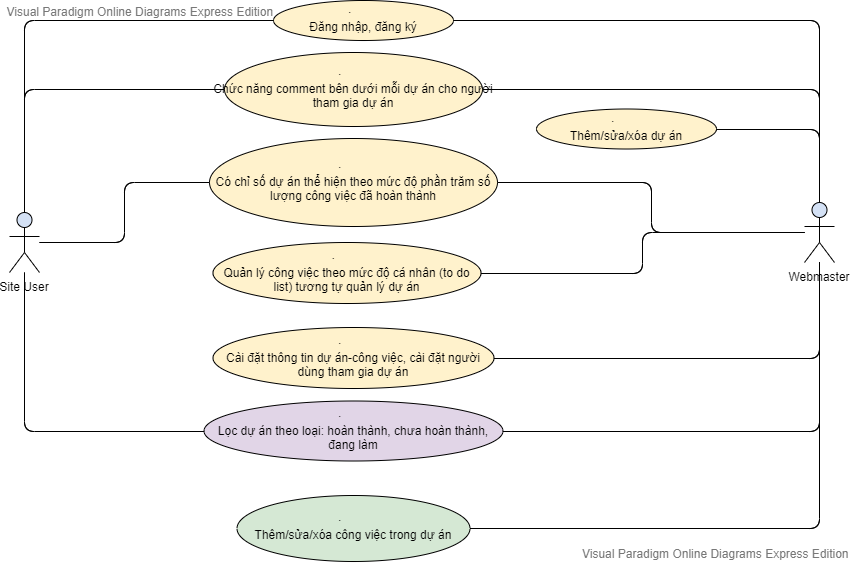 Visual Paradigm Online Diagrams Express Edition
Đăng nhập, đăng ký
Chức năng comment bên dưới mỗi dự án cho người
tham gia dự án
Thêm/sửa/xóa dự án
Có chỉ số dự án thể hiện theo mức độ phần trăm số
lượng công việc đã hoàn thành
Quản lý công việc theo mức độ cá nhân (to do
list) tương tự quản lý dự án
Site User
Webmaster
Cải đặt thông tin dự án-công việc, cải đặt người
dùng tham gia dự án
Lọc dự án theo loại: hoàn thành, chưa hoàn thành,
đang làm
Thêm/sửa/xóa công việc trong dự án
Visual Paradigm Online Diagrams Express Edition